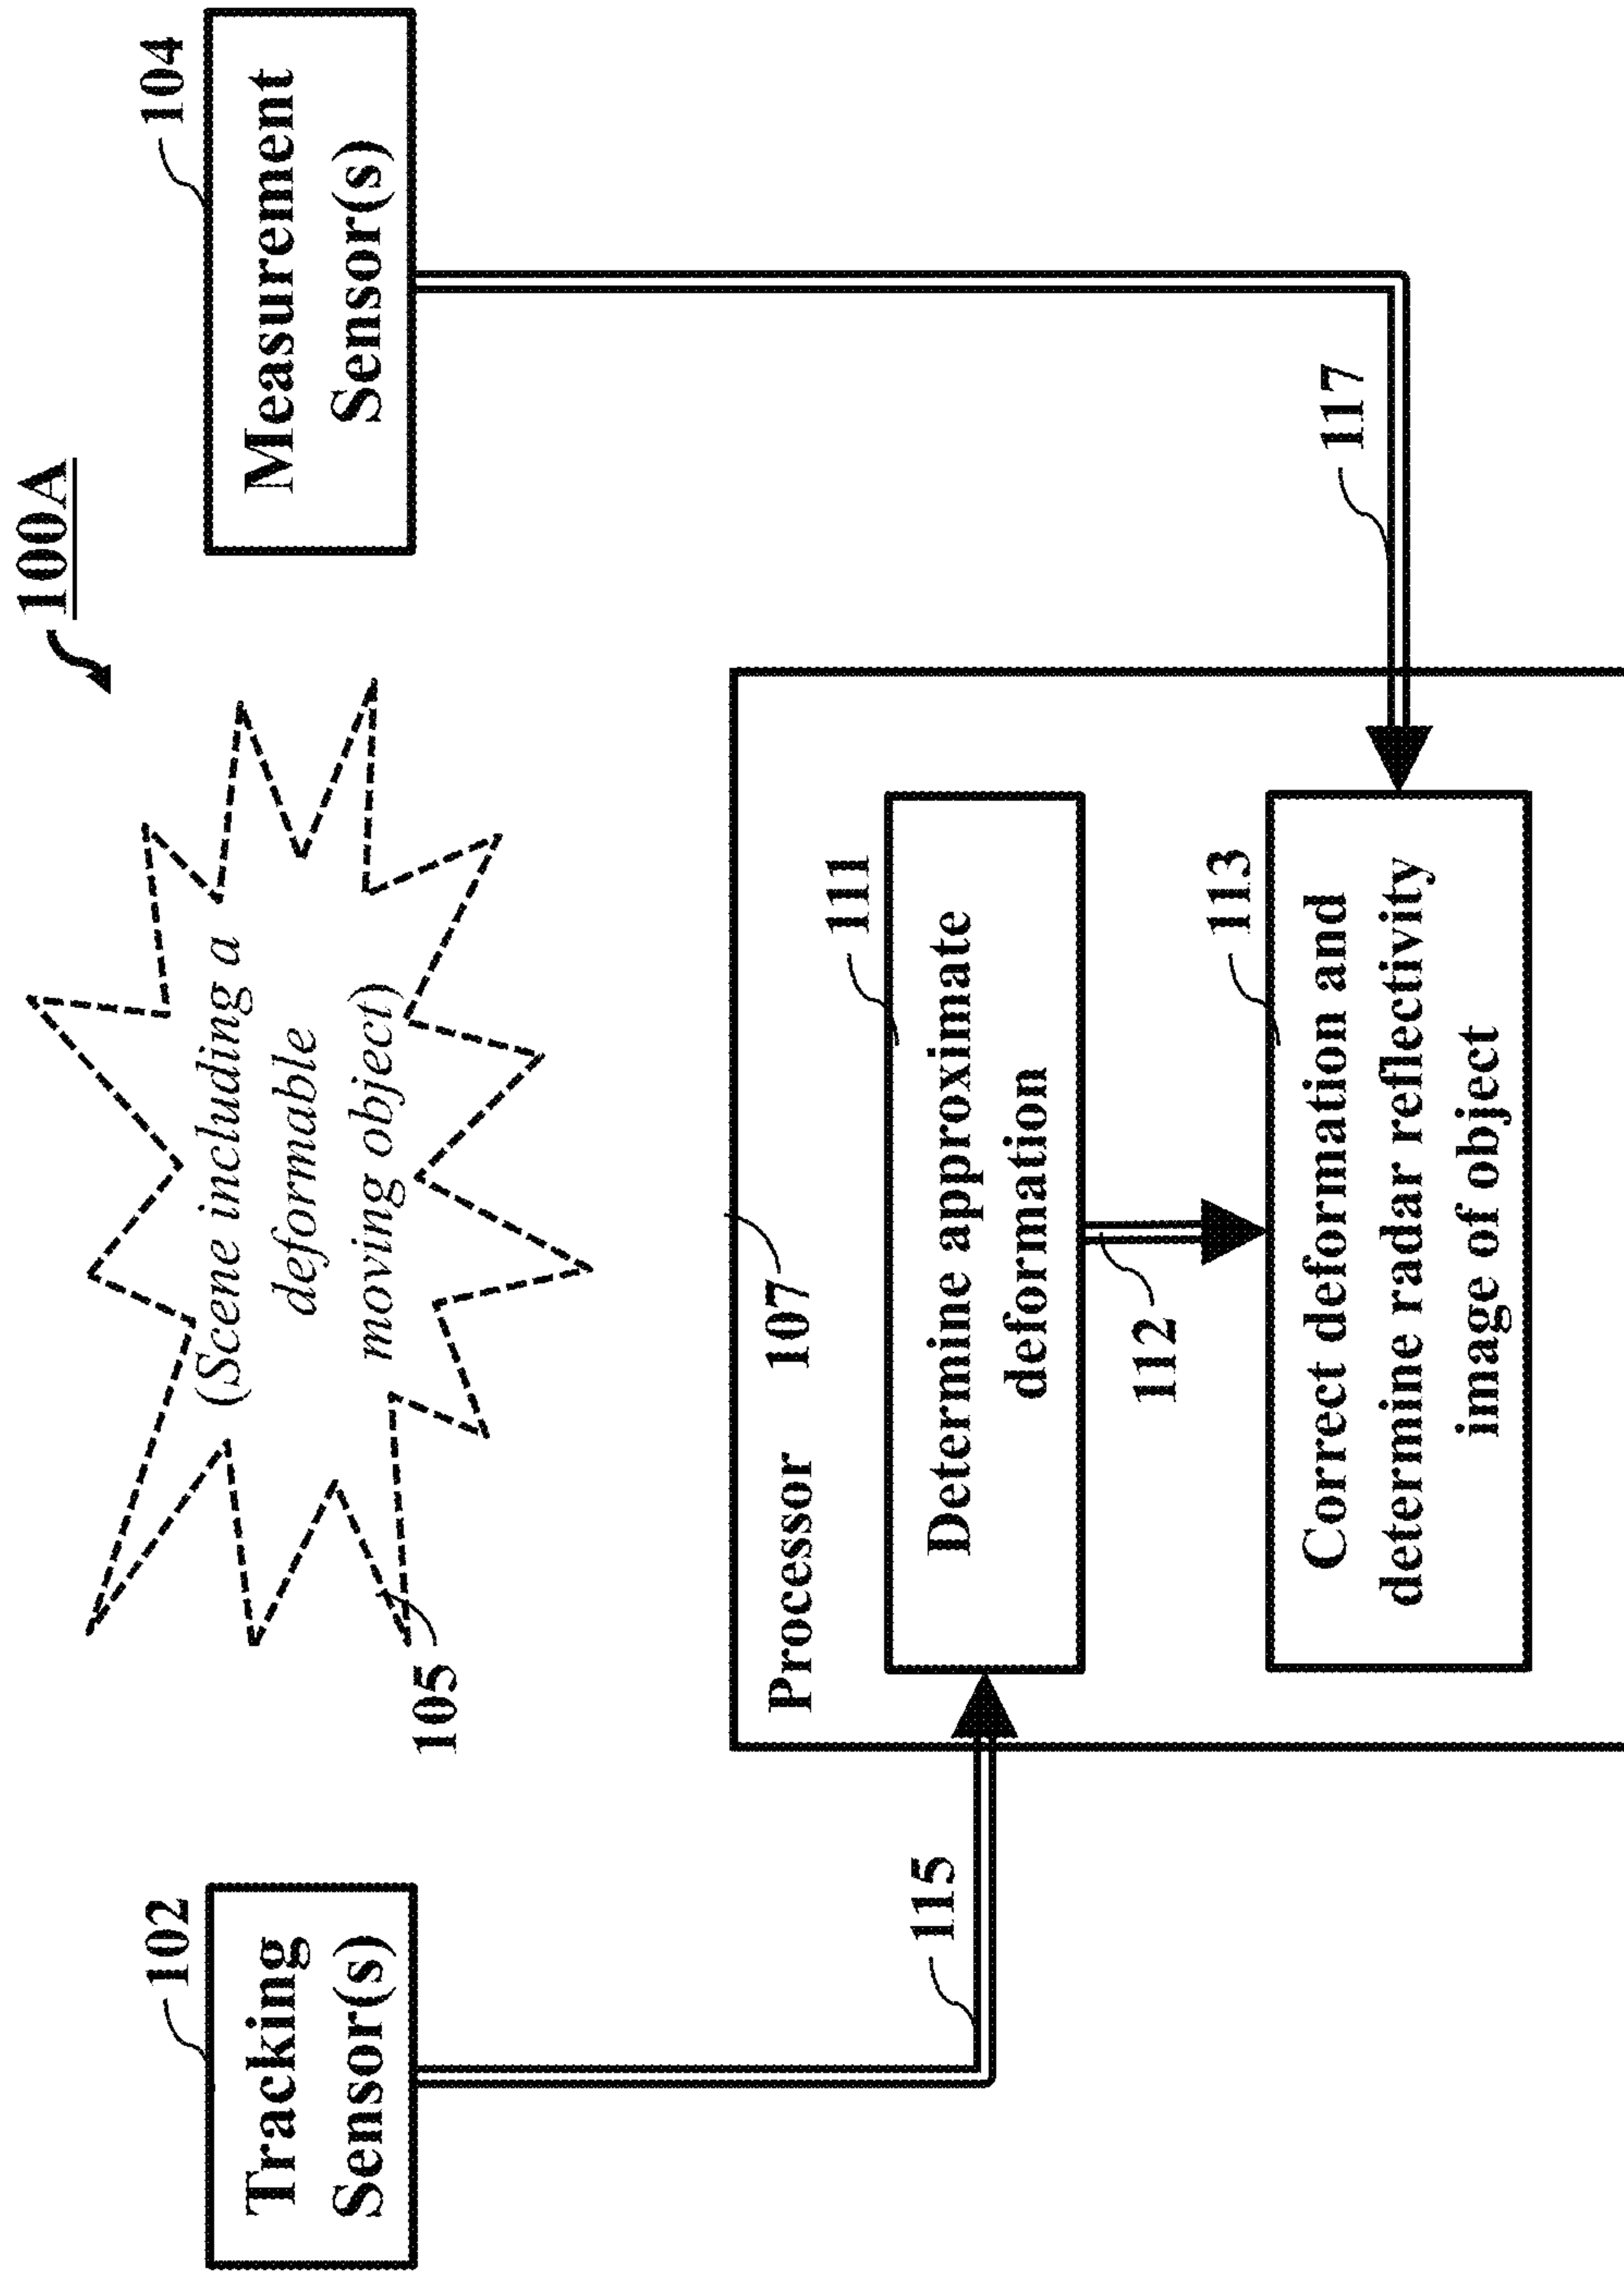 100A
102
Tracking
Sensor(s)
104
Measurement
Sensor(s)
(Scene including a
deformable
moving object)
105
Processor 107
111
Determine approximate
deformation
115
112
117
113
Correct deformation and
determine radar reflectivity
image of object